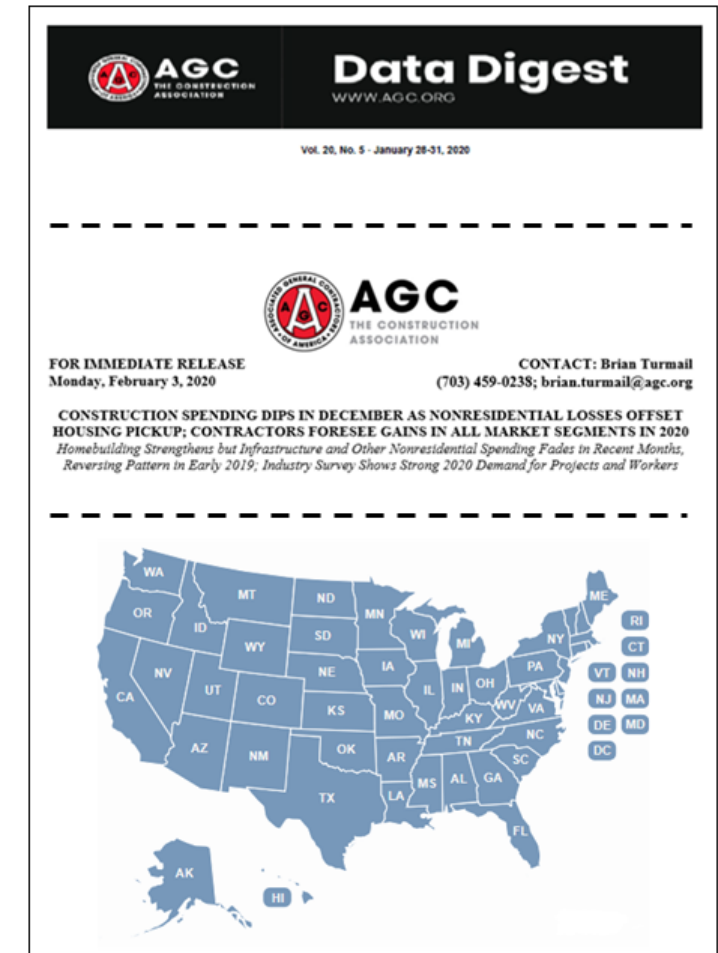 AGC
THE CONSTRUCTION
ASSOCIATION
Data Digest
WWW.AGC.ORG
Vol. 20, No. 5 - January 28-31, 2020
ASSOCIATED GENERAL CONTRACTORS OF AMERICA
AGC
AGC
THE CONSTRUCTION
ASSOCIATION
FOR IMMEDIATE RELEASE
Monday, February 3, 2020
CONTACT: Brian Turmail
(703) 459-0238; brian.turmail@agc.org
CONSTRUCTION SPENDING DIPS IN DECEMBER AS NONRESIDENTIAL LOSSES OFFSET
HOUSING PICKUP; CONTRACTORS FORESEE GAINS IN ALL MARKET SEGMENTS IN 2020
Homebuilding Strengthens but Infrastructure and Other Nonresidential Spending Fades in Recent Months,
Reversing Pattern in Early 2019; Industry Survey Shows Strong 2020 Demand for Projects and Workers
WA
MT
ND
MN
ME
OR
ID
SD
WI
MI
NY
RI
WY
CT
NV
NE
IA
PA
VT
NH
CA
UT
CO
IL
IN
OH
NJ
MA
KS
MO
KY
WV
VA
DE
MD
AZ
NM
OK
AR
TN
NC
DC
TX
LA
MS
AL
GA
SC
FL
AK
HI